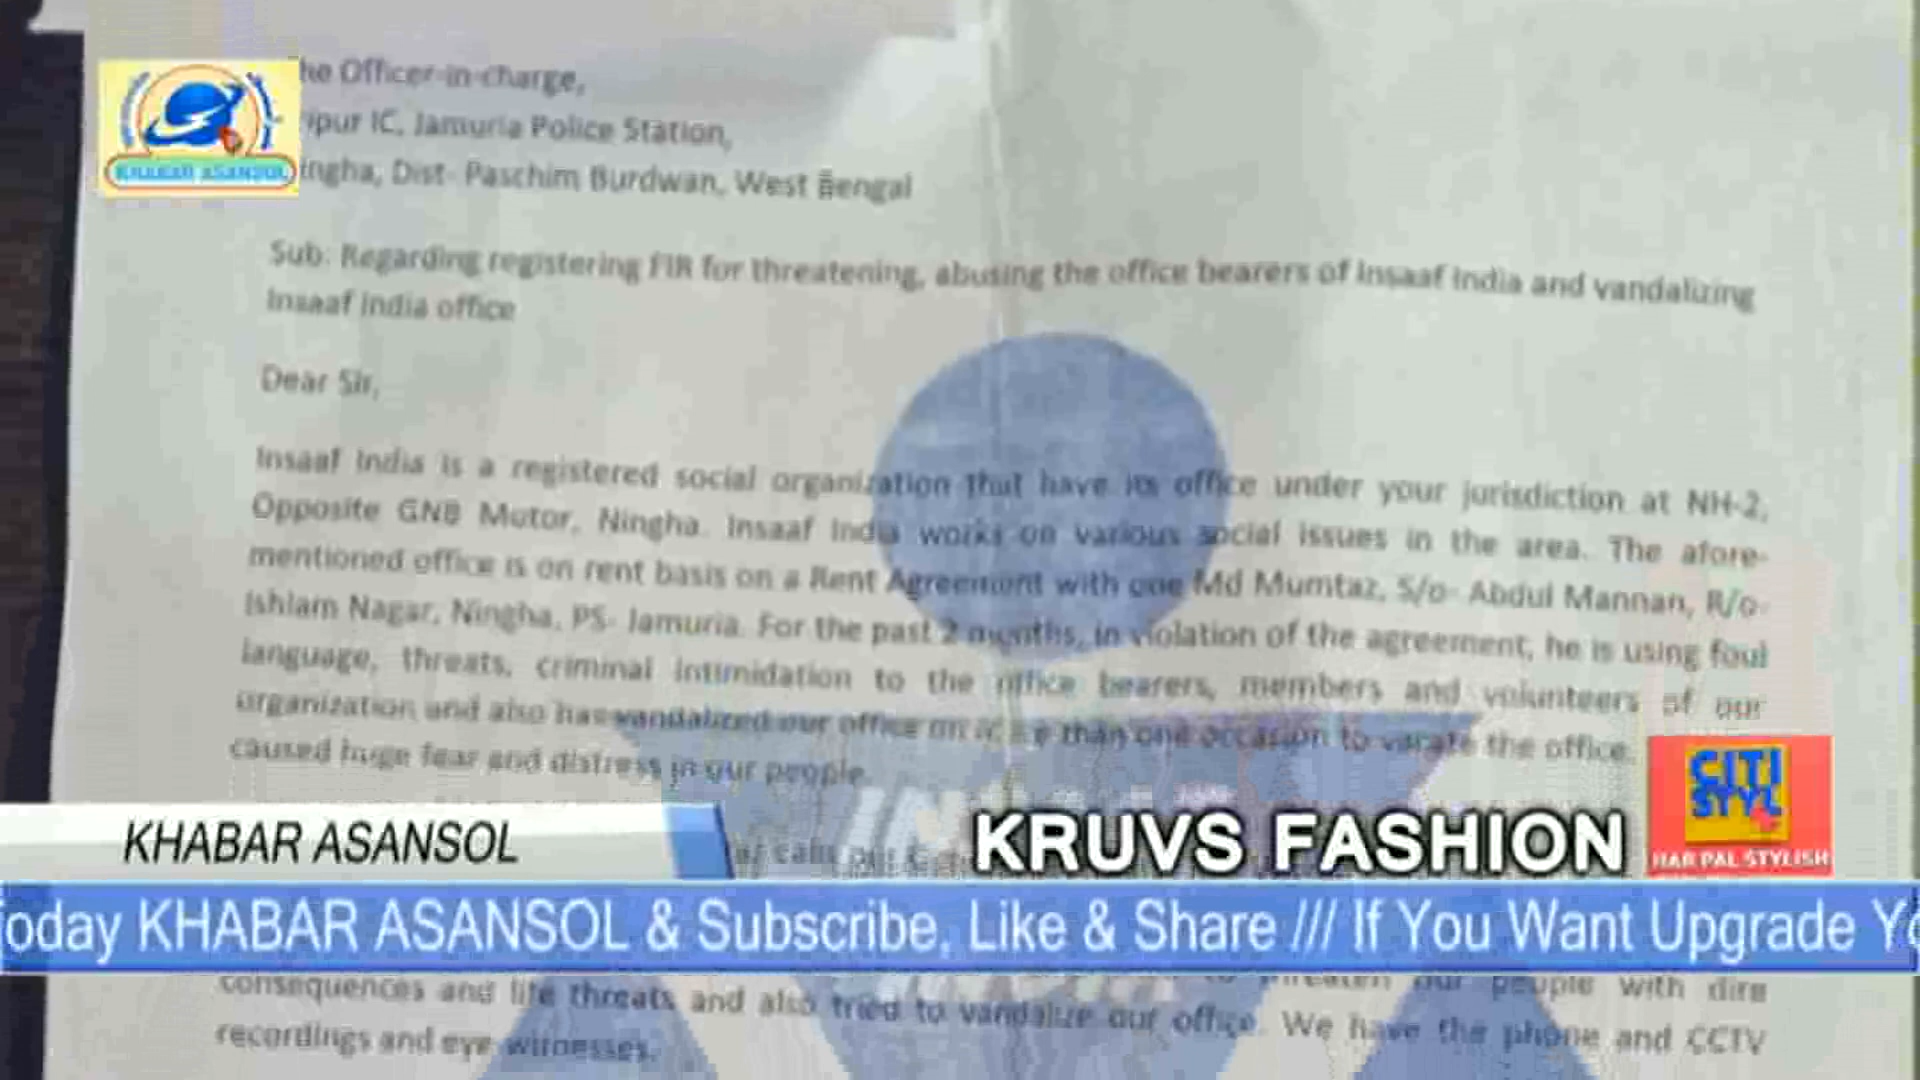 he Officer-in-charge,
ripur IC, Jamuria Police Station,
KHABAR ASANSOL
ingha, Dist- Paschim Burdwan, West Bengal
Sub: Regarding registering FIR for threatening, abusing the office bearers of Insaaf India and vandalizing
Insaaf India office
Dear Sir,
Insaaf India is a registered social organization that have its office under your jurisdiction at NH-2,
Opposite GNB Motor, Ningha. Insaaf India works on various social issues in the area. The afore-
mentioned office is on rent basis on a Rent Agreement with one Md Mumtaz, S/o- Abdul Mannan, R/o-
Ishlam Nagar, Ningha, PS- Jamuria. For the past 2 months, in violation of the agreement, he is using foul
language, threats, criminal intimidation to the office bearers, members and volunteers of our
organization and also has vandalized our office on more than one occasion to vacate the office.
caused huge fear and distress in our people.
CITI
STYL
HAR PAL STYLISH
KHABAR ASANSOL
KRUVS FASHION
oday KHABAR ASANSOL & Subscribe, Like & Share /// If You Want Upgrade Yo
to threaten our people with dire
consequences and life threats and also tried to vandalize our office. We have the phone and CCTV
recordings and eye witnesses.